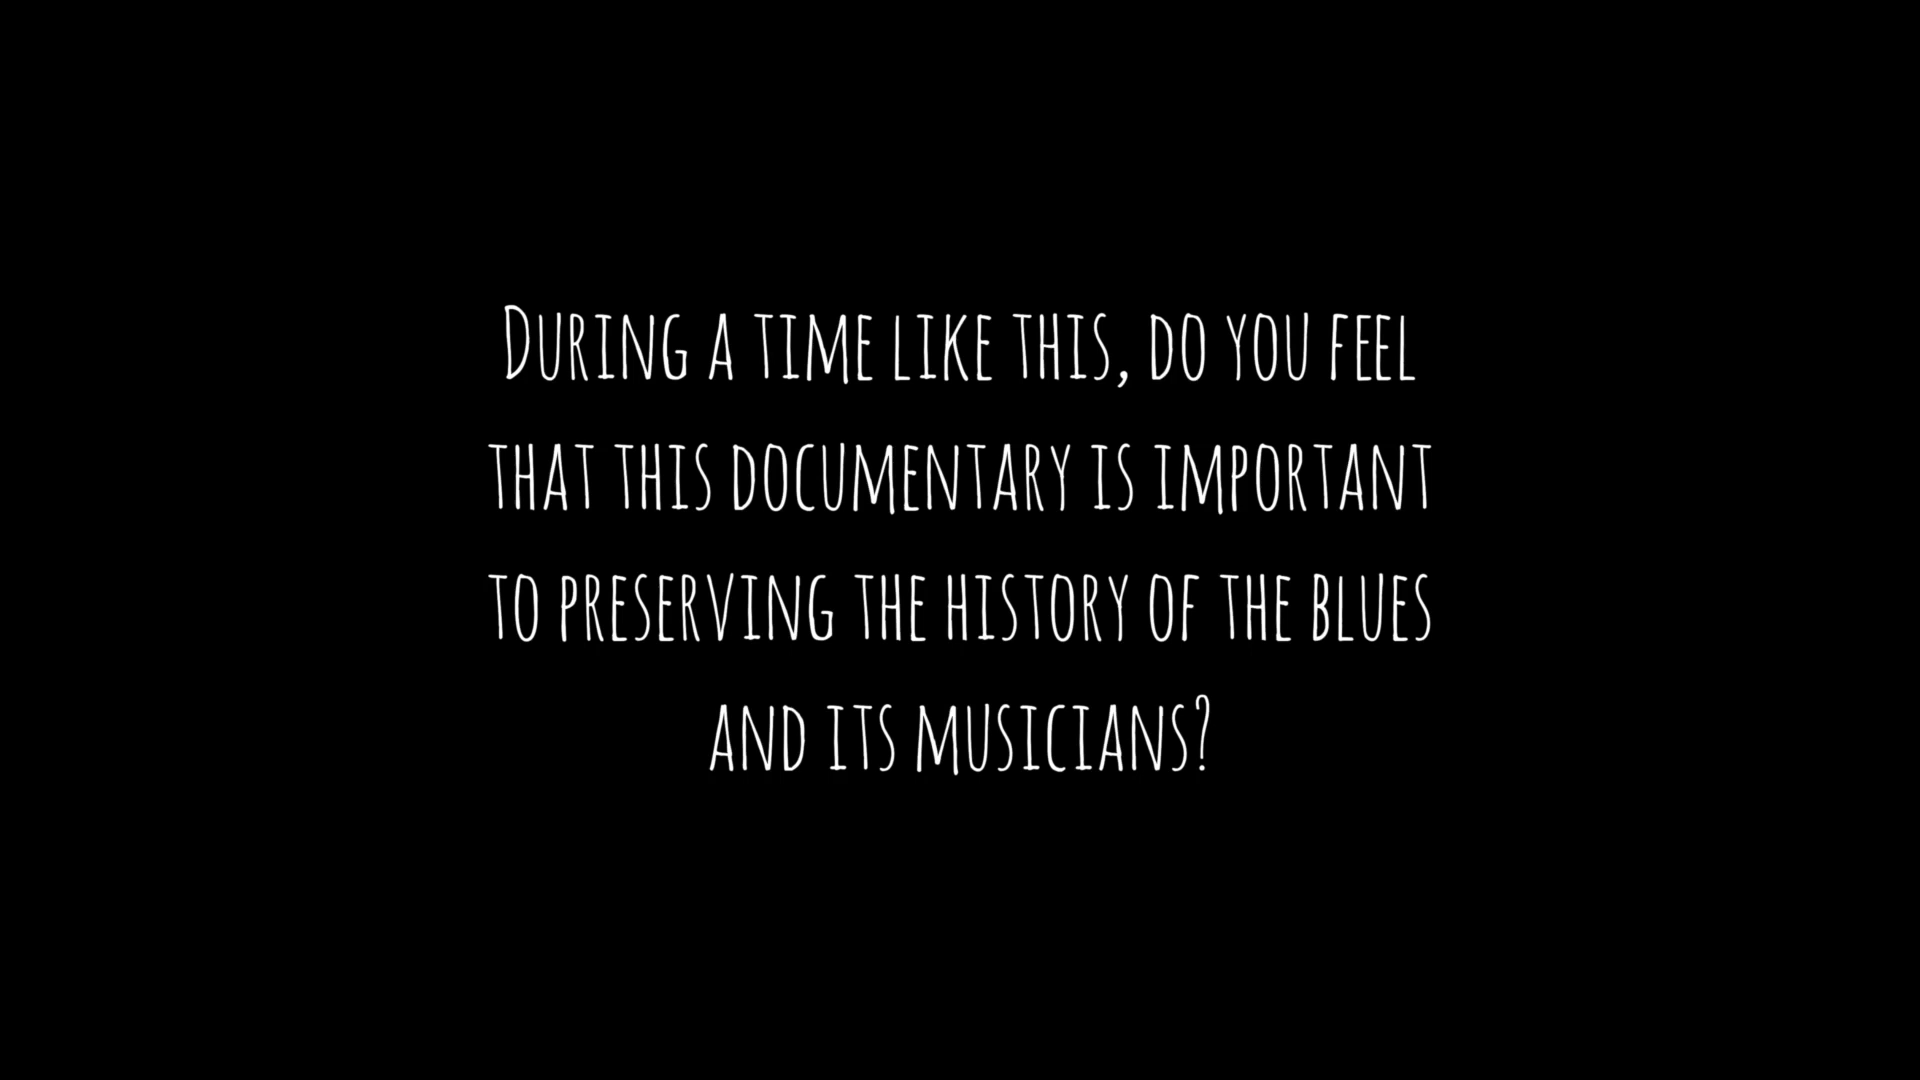 During a time like this, do you feel
that this documentary is important
to preserving the history of the blues
and its musicians?